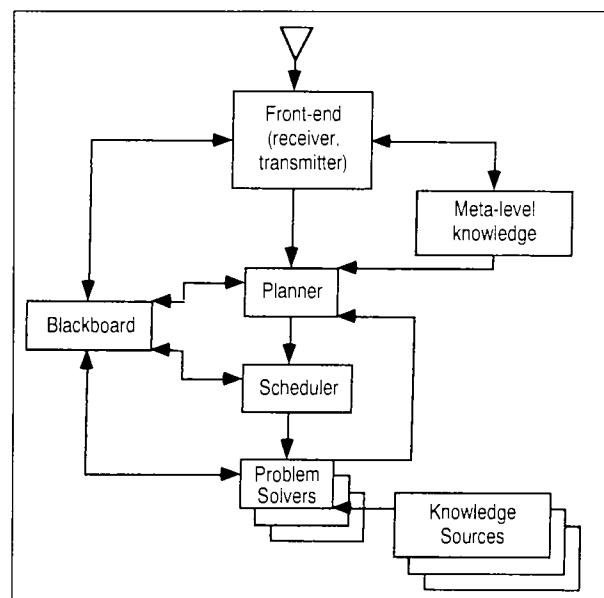 Front-end
(receiver,
transmitter)
Meta-level
knowledge
Planner
Blackboard
Scheduler
Problem
Solvers
Knowledge
Sources